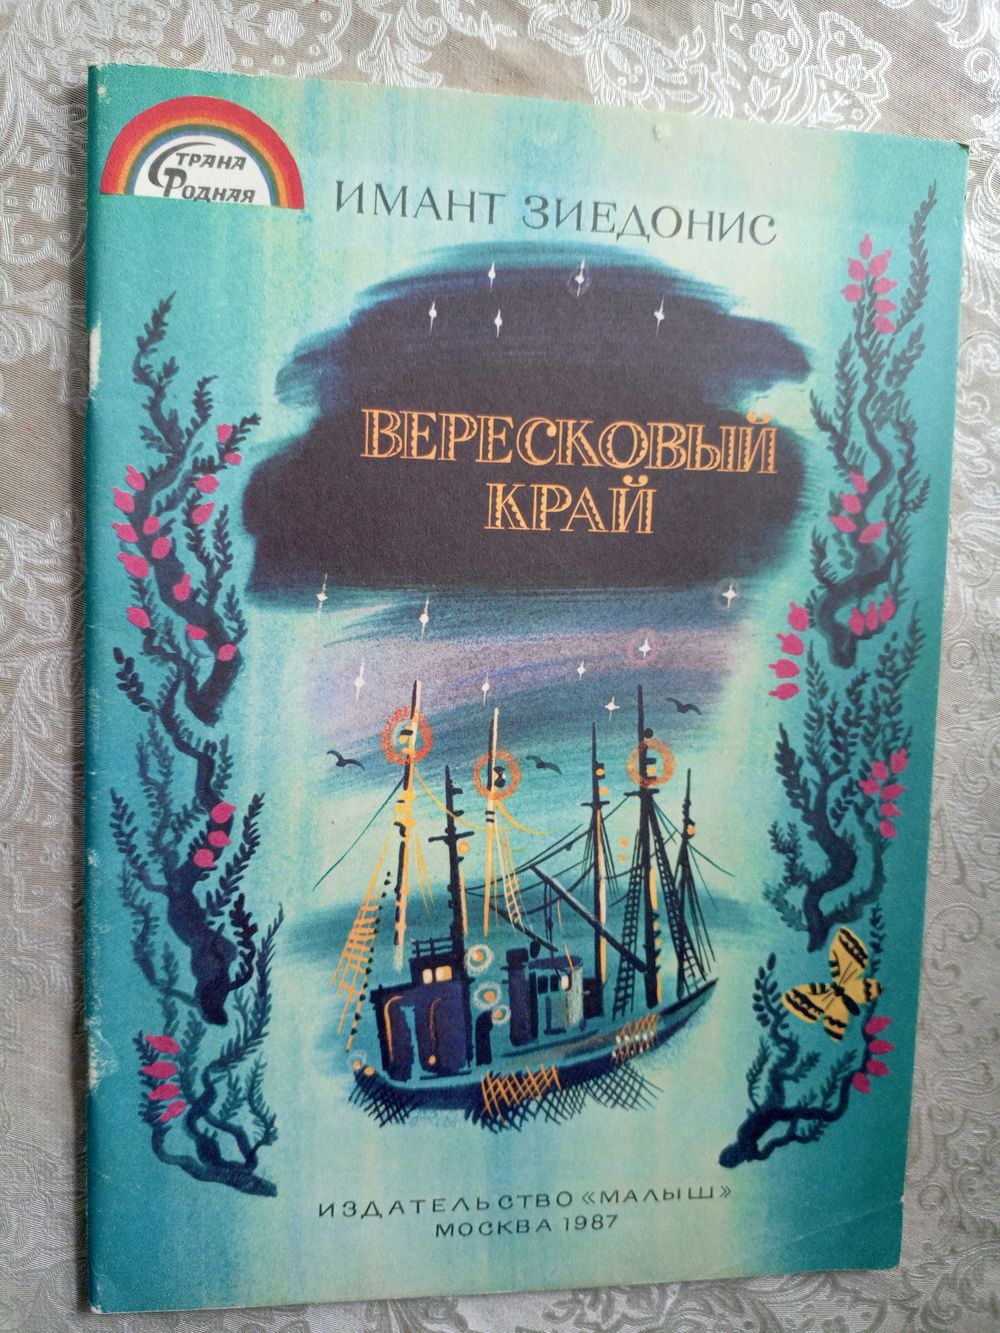 СТРАНА
РОДНАЯ
ИМАНТ ЗИЕДОНИС
ВЕРЕСКОВЫЙ
КРАЙ
ИЗДАТЕЛЬСТВО «МАЛЫШ»
МОСКВА 1987